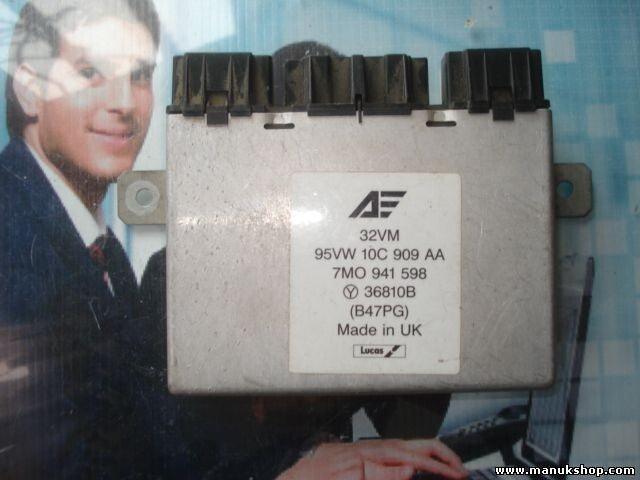 AE
32VM
95VW 10C 909 AA
7MO 941 598
Y 36810B
(B47PG)
Made in UK
Lucas
www.manukshop.com